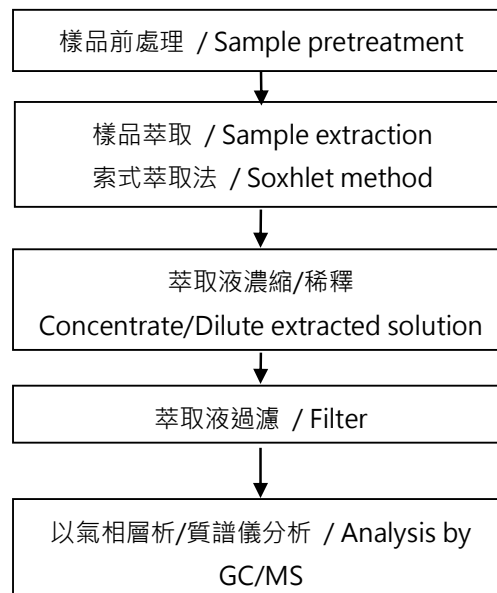 樣品前處理 / Sample pretreatment
樣品萃取 / Sample extraction
索式萃取法 / Soxhlet method
萃取液濃縮/稀釋
Concentrate/Dilute extracted solution
萃取液過濾 / Filter
以氣相層析/質譜儀分析 / Analysis by
GC/MS